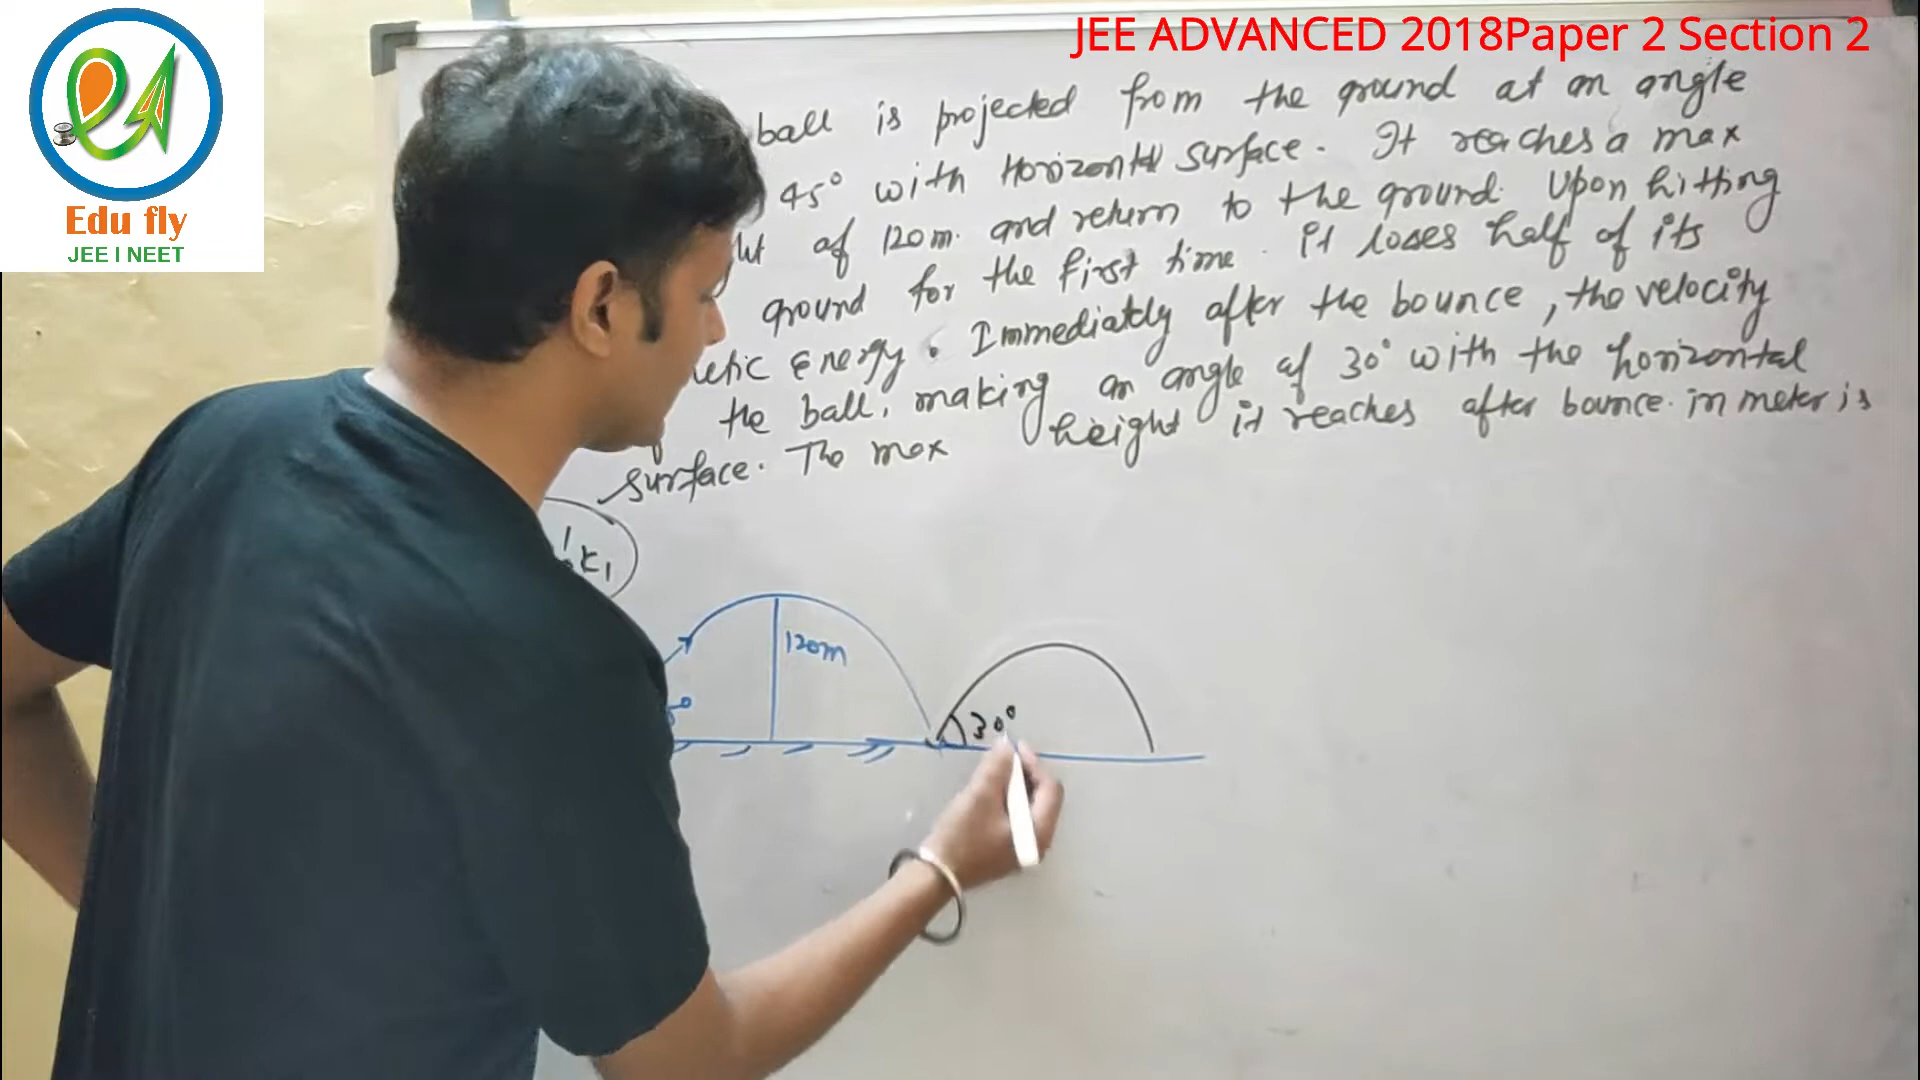 JEE ADVANCED 2018Paper 2 Section 2
Edu fly
JEE I NEET
ball is projected from the ground at an angle
45° with Horizontal surface. It reaches a max
of 120m. and return to the ground. Upon hitting
ground for the first time. it loses half of its
energy. Immediately after the bounce, the velocity
the ball, making an angle of 30° with the horizontal
surface. The max height it reaches after bounce. in meter is
K1
120m
30°